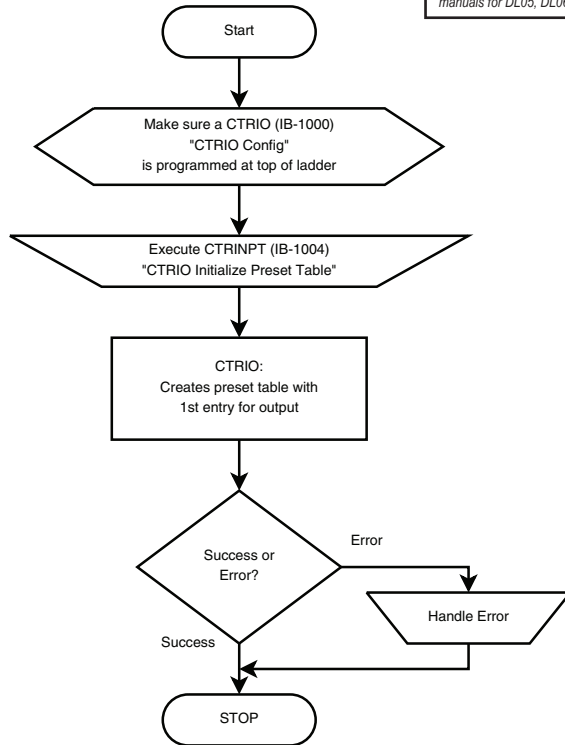 manuals for DL05, DL06
Start
Make sure a CTRIO (IB-1000)
"CTRIO Config"
is programmed at top of ladder
Execute CTRINPT (IB-1004)
"CTRIO Initialize Preset Table"
CTRIO:
Creates preset table with
1st entry for output
Success or
Error?
Error
Handle Error
Success
STOP